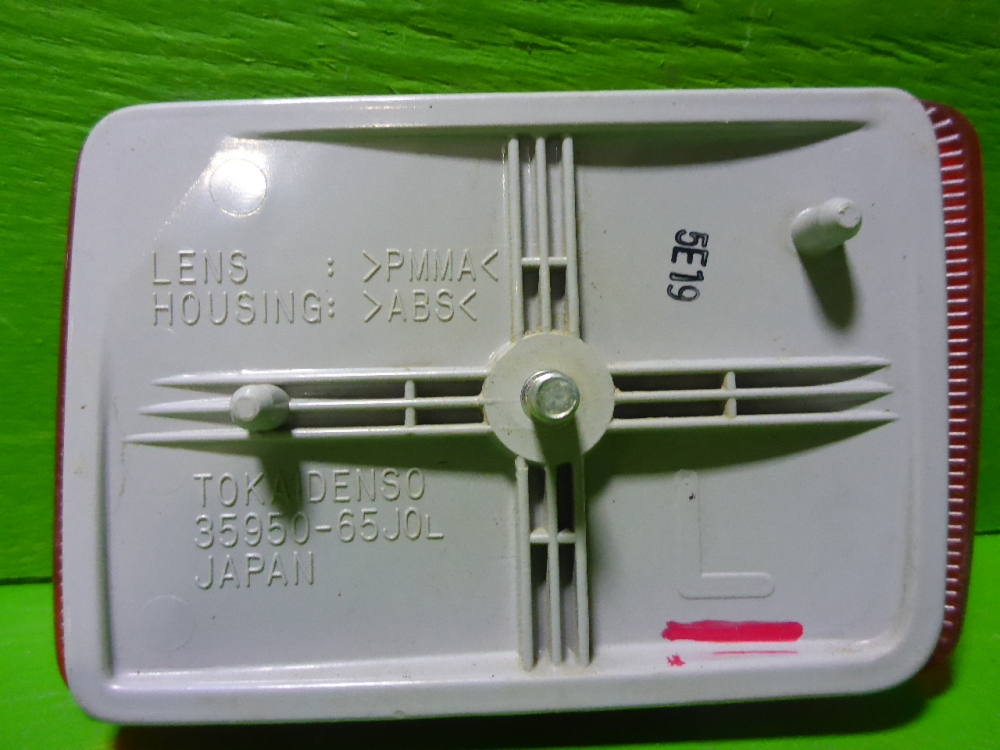 LENS : >PMMA<
HOUSING: >ABS<
5E19
TOKAIDENSO
35950-65J0L
JAPAN
L